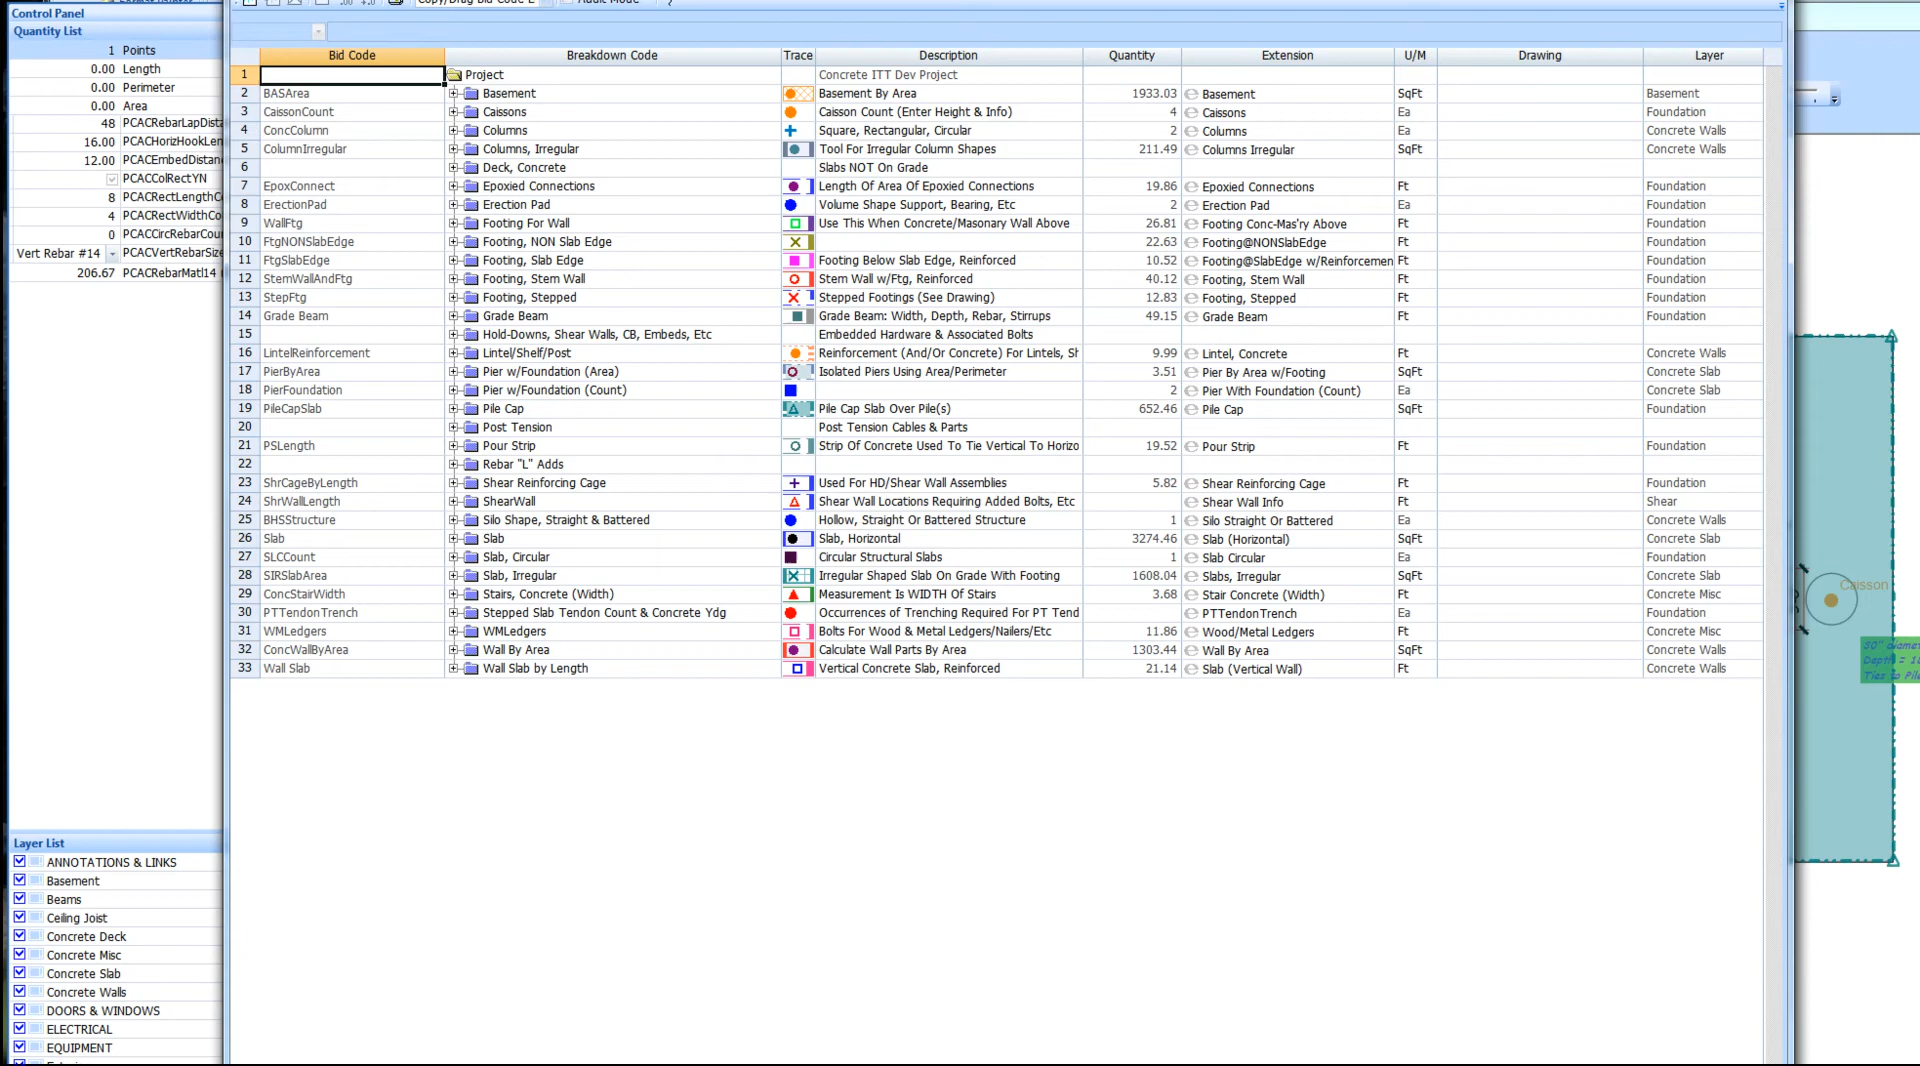 Control Panel
Quantity List
1 Points
0.00 Length
0.00 Perimeter
0.00 Area
48 PCACRebarLapDista
16.00 PCACHorizHookLen
12.00 PCACEmbedDistan
PCACColRectYN
8 PCACRectLengthC
4 PCACRectWidthCo
0 PCACCircRebarCou
Vert Rebar #14 PCACVertRebarSize
206.67 PCACRebarMatl14
Copy/Drag Bid Code
Audit Mode
Bid Code Breakdown Code Trace Description Quantity Extension U/M Drawing Layer
1 Project Concrete ITT Dev Project
2 BASArea Basement Basement By Area 1933.03 Basement SqFt Basement
3 CaissonCount Caissons Caisson Count (Enter Height & Info) 4 Caissons Ea Foundation
4 ConcColumn Columns Square, Rectangular, Circular 2 Columns Ea Concrete Walls
5 ColumnIrregular Columns, Irregular Tool For Irregular Column Shapes 211.49 Columns Irregular SqFt Concrete Walls
6 Deck, Concrete Slabs NOT On Grade
7 EpoxConnect Epoxied Connections Length Of Area Of Epoxied Connections 19.86 Epoxied Connections Ft Foundation
8 ErectionPad Erection Pad Volume Shape Support, Bearing, Etc 2 Erection Pad Ea Foundation
9 WallFtg Footing For Wall Use This When Concrete/Masonary Wall Above 26.81 Footing Conc-Mas'ry Above Ft Foundation
10 FtgNONSlabEdge Footing, NON Slab Edge 22.63 Footing@NONSlabEdge Ft Foundation
11 FtgSlabEdge Footing, Slab Edge Footing Below Slab Edge, Reinforced 10.52 Footing@SlabEdge w/Reinforcemen Ft Foundation
12 StemWallAndFtg Footing, Stem Wall Stem Wall w/Ftg, Reinforced 40.12 Footing, Stem Wall Ft Foundation
13 StepFtg Footing, Stepped Stepped Footings (See Drawing) 12.83 Footing, Stepped Ft Foundation
14 Grade Beam Grade Beam Grade Beam: Width, Depth, Rebar, Stirrups 49.15 Grade Beam Ft Foundation
15 Hold-Downs, Shear Walls, CB, Embeds, Etc Embedded Hardware & Associated Bolts
16 LintelReinforcement Lintel/Shelf/Post Reinforcement (And/Or Concrete) For Lintels, Sh 9.99 Lintel, Concrete Ft Concrete Walls
17 PierByArea Pier w/Foundation (Area) Isolated Piers Using Area/Perimeter 3.51 Pier By Area w/Footing SqFt Concrete Slab
18 PierFoundation Pier w/Foundation (Count) 2 Pier With Foundation (Count) Ea Concrete Slab
19 PileCapSlab Pile Cap Pile Cap Slab Over Pile(s) 652.46 Pile Cap SqFt Foundation
20 Post Tension Post Tension Cables & Parts
21 PSLength Pour Strip Strip Of Concrete Used To Tie Vertical To Horizo 19.52 Pour Strip Ft Foundation
22 Rebar "L" Adds
23 ShrCageByLength Shear Reinforcing Cage Used For HD/Shear Wall Assemblies 5.82 Shear Reinforcing Cage Ft Foundation
24 ShrWallLength ShearWall Shear Wall Locations Requiring Added Bolts, Etc Shear Wall Info Ft Shear
25 BHSStructure Silo Shape, Straight & Battered Hollow, Straight Or Battered Structure 1 Silo Straight Or Battered Ea Concrete Walls
26 Slab Slab Slab, Horizontal 3274.46 Slab (Horizontal) SqFt Concrete Slab
27 SLCCount Slab, Circular Circular Structural Slabs 1 Slab Circular Ea Foundation
28 SIRSlabArea Slab, Irregular Irregular Shaped Slab On Grade With Footing 1608.04 Slabs, Irregular SqFt Concrete Slab
29 ConcStairWidth Stairs, Concrete (Width) Measurement Is WIDTH Of Stairs 3.68 Stair Concrete (Width) Ft Concrete Misc
30 PTTendonTrench Stepped Slab Tendon Count & Concrete Ydg Occurrences of Trenching Required For PT Tend PTTendonTrench Ea Foundation
31 WMLedgers WMLedgers Bolts For Wood & Metal Ledgers/Nailers/Etc 11.86 Wood/Metal Ledgers Ft Concrete Misc
32 ConcWallByArea Wall By Area Calculate Wall Parts By Area 1303.44 Wall By Area SqFt Concrete Walls
33 Wall Slab Wall Slab by Length Vertical Concrete Slab, Reinforced 21.14 Slab (Vertical Wall) Ft Concrete Walls
Layer List
ANNOTATIONS & LINKS
Basement
Beams
Ceiling Joist
Concrete Deck
Concrete Misc
Concrete Slab
Concrete Walls
DOORS & WINDOWS
ELECTRICAL
EQUIPMENT
Caisson
Depth = 
Ties to Pil